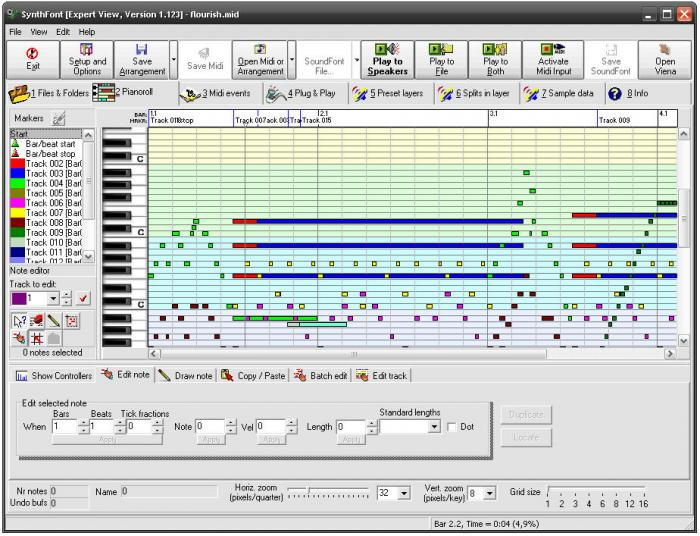 SynthFont [Expert View, Version 1.123] - flourish.mid
File View Edit Help
Exit
Setup and Options
Save Arrangement
Save Midi
Open Midi or Arrangement
SoundFont File...
Play to Speakers
Play to File
Play to Both
Activate Midi Input
Save SoundFont
Open Viena
1 Files & Folders
2 Pianoroll
3 Midi events
4 Plug & Play
5 Preset layers
6 Splits in layer
7 Sample data
8 Info
Markers
BAR: 1.1 2.1 3.1 4.1
Track 015 Track 009
Start
Bar/beat start
Bar/beat stop
Track 002 [Bar(
Track 003 [Bar(
Track 004 [Bar(
Track 005 [Bar(
Track 006 [Bar(
Track 007 [Bar(
Track 008 [Bar(
Track 009 [Bar(
Track 010 [Bar(
Track 011 [Bar(
Track 012 [Bar(
C
C
C
Note editor
Track to edit:
1
0 notes selected
Show Controllers
Edit note
Draw note
Copy / Paste
Batch edit
Edit track
Edit selected note
Bars Beats Tick fractions Standard lengths
When 1 1 0 Note 0 Vel 0 Length 0 Dot
Apply Apply Apply Apply
Duplicate
Locate
Nr notes 0 Name 0
Undo bufs 0
Horiz. zoom (pixels/quarter) 32
Vert. zoom (pixels/key) 8
Grid size 1 2 3 4 6 8 12 16
Bar 2.2, Time = 0:04 (4,9%)